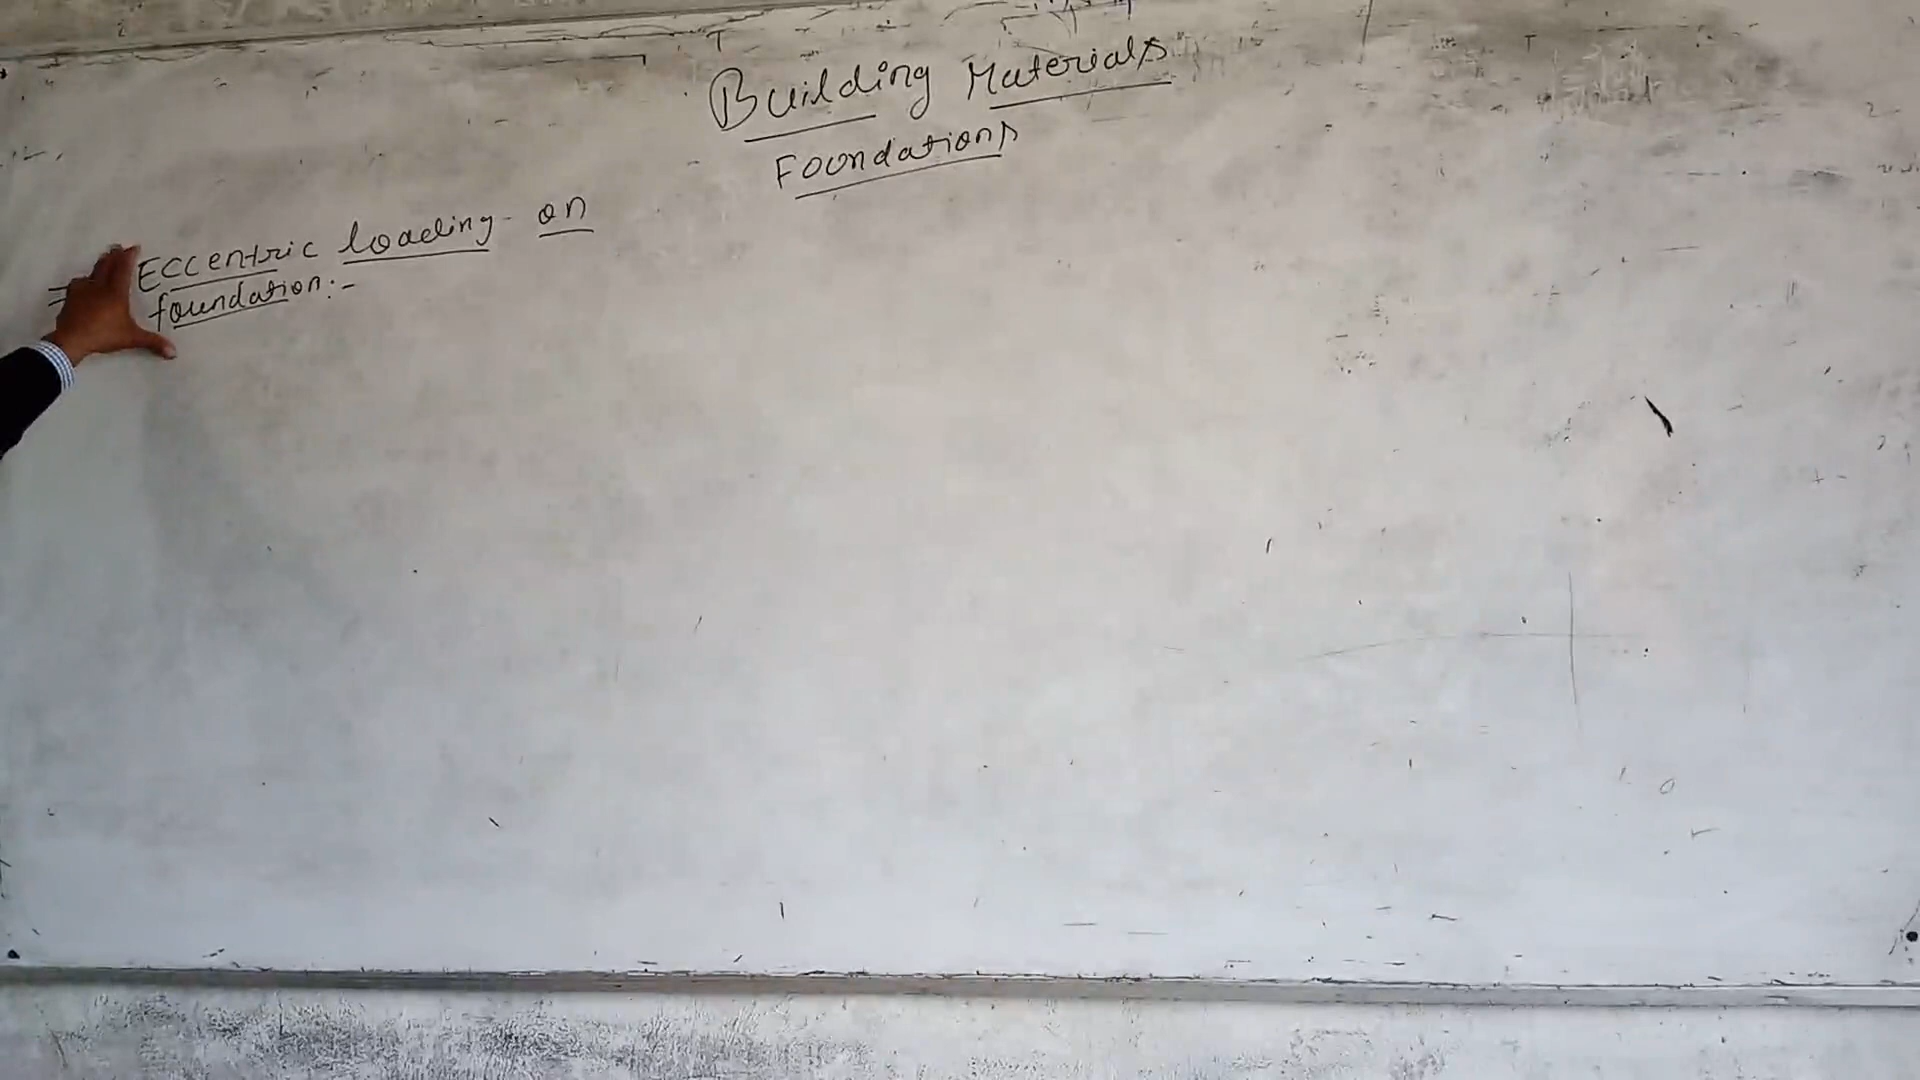 Building Materials
Foundations
⇒ Eccentric loading on
foundation:-